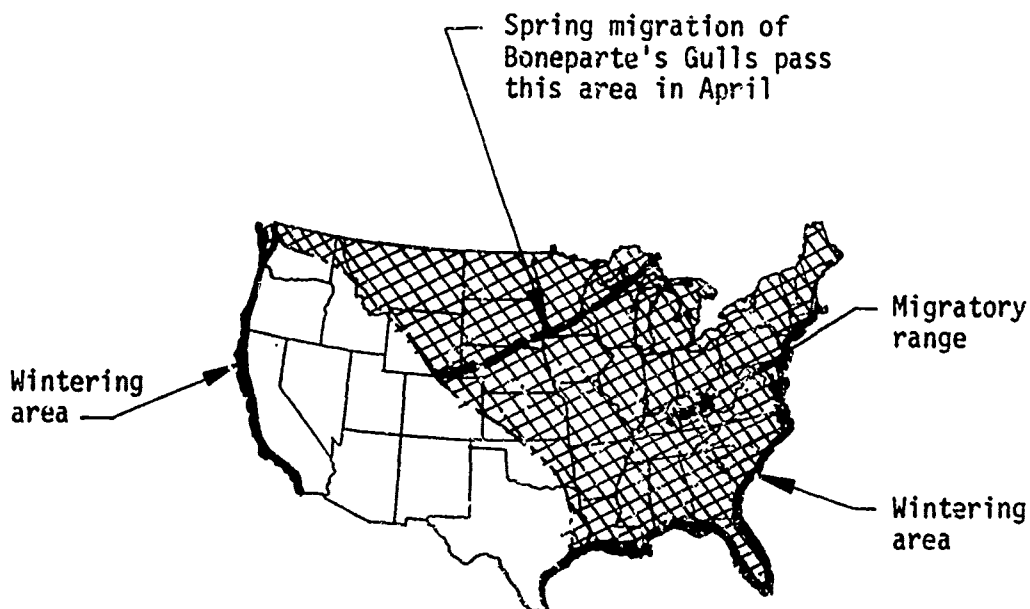 Spring migration of
Boneparte's Gulls pass
this area in April
Migratory
range
Wintering
area
Wintering
area